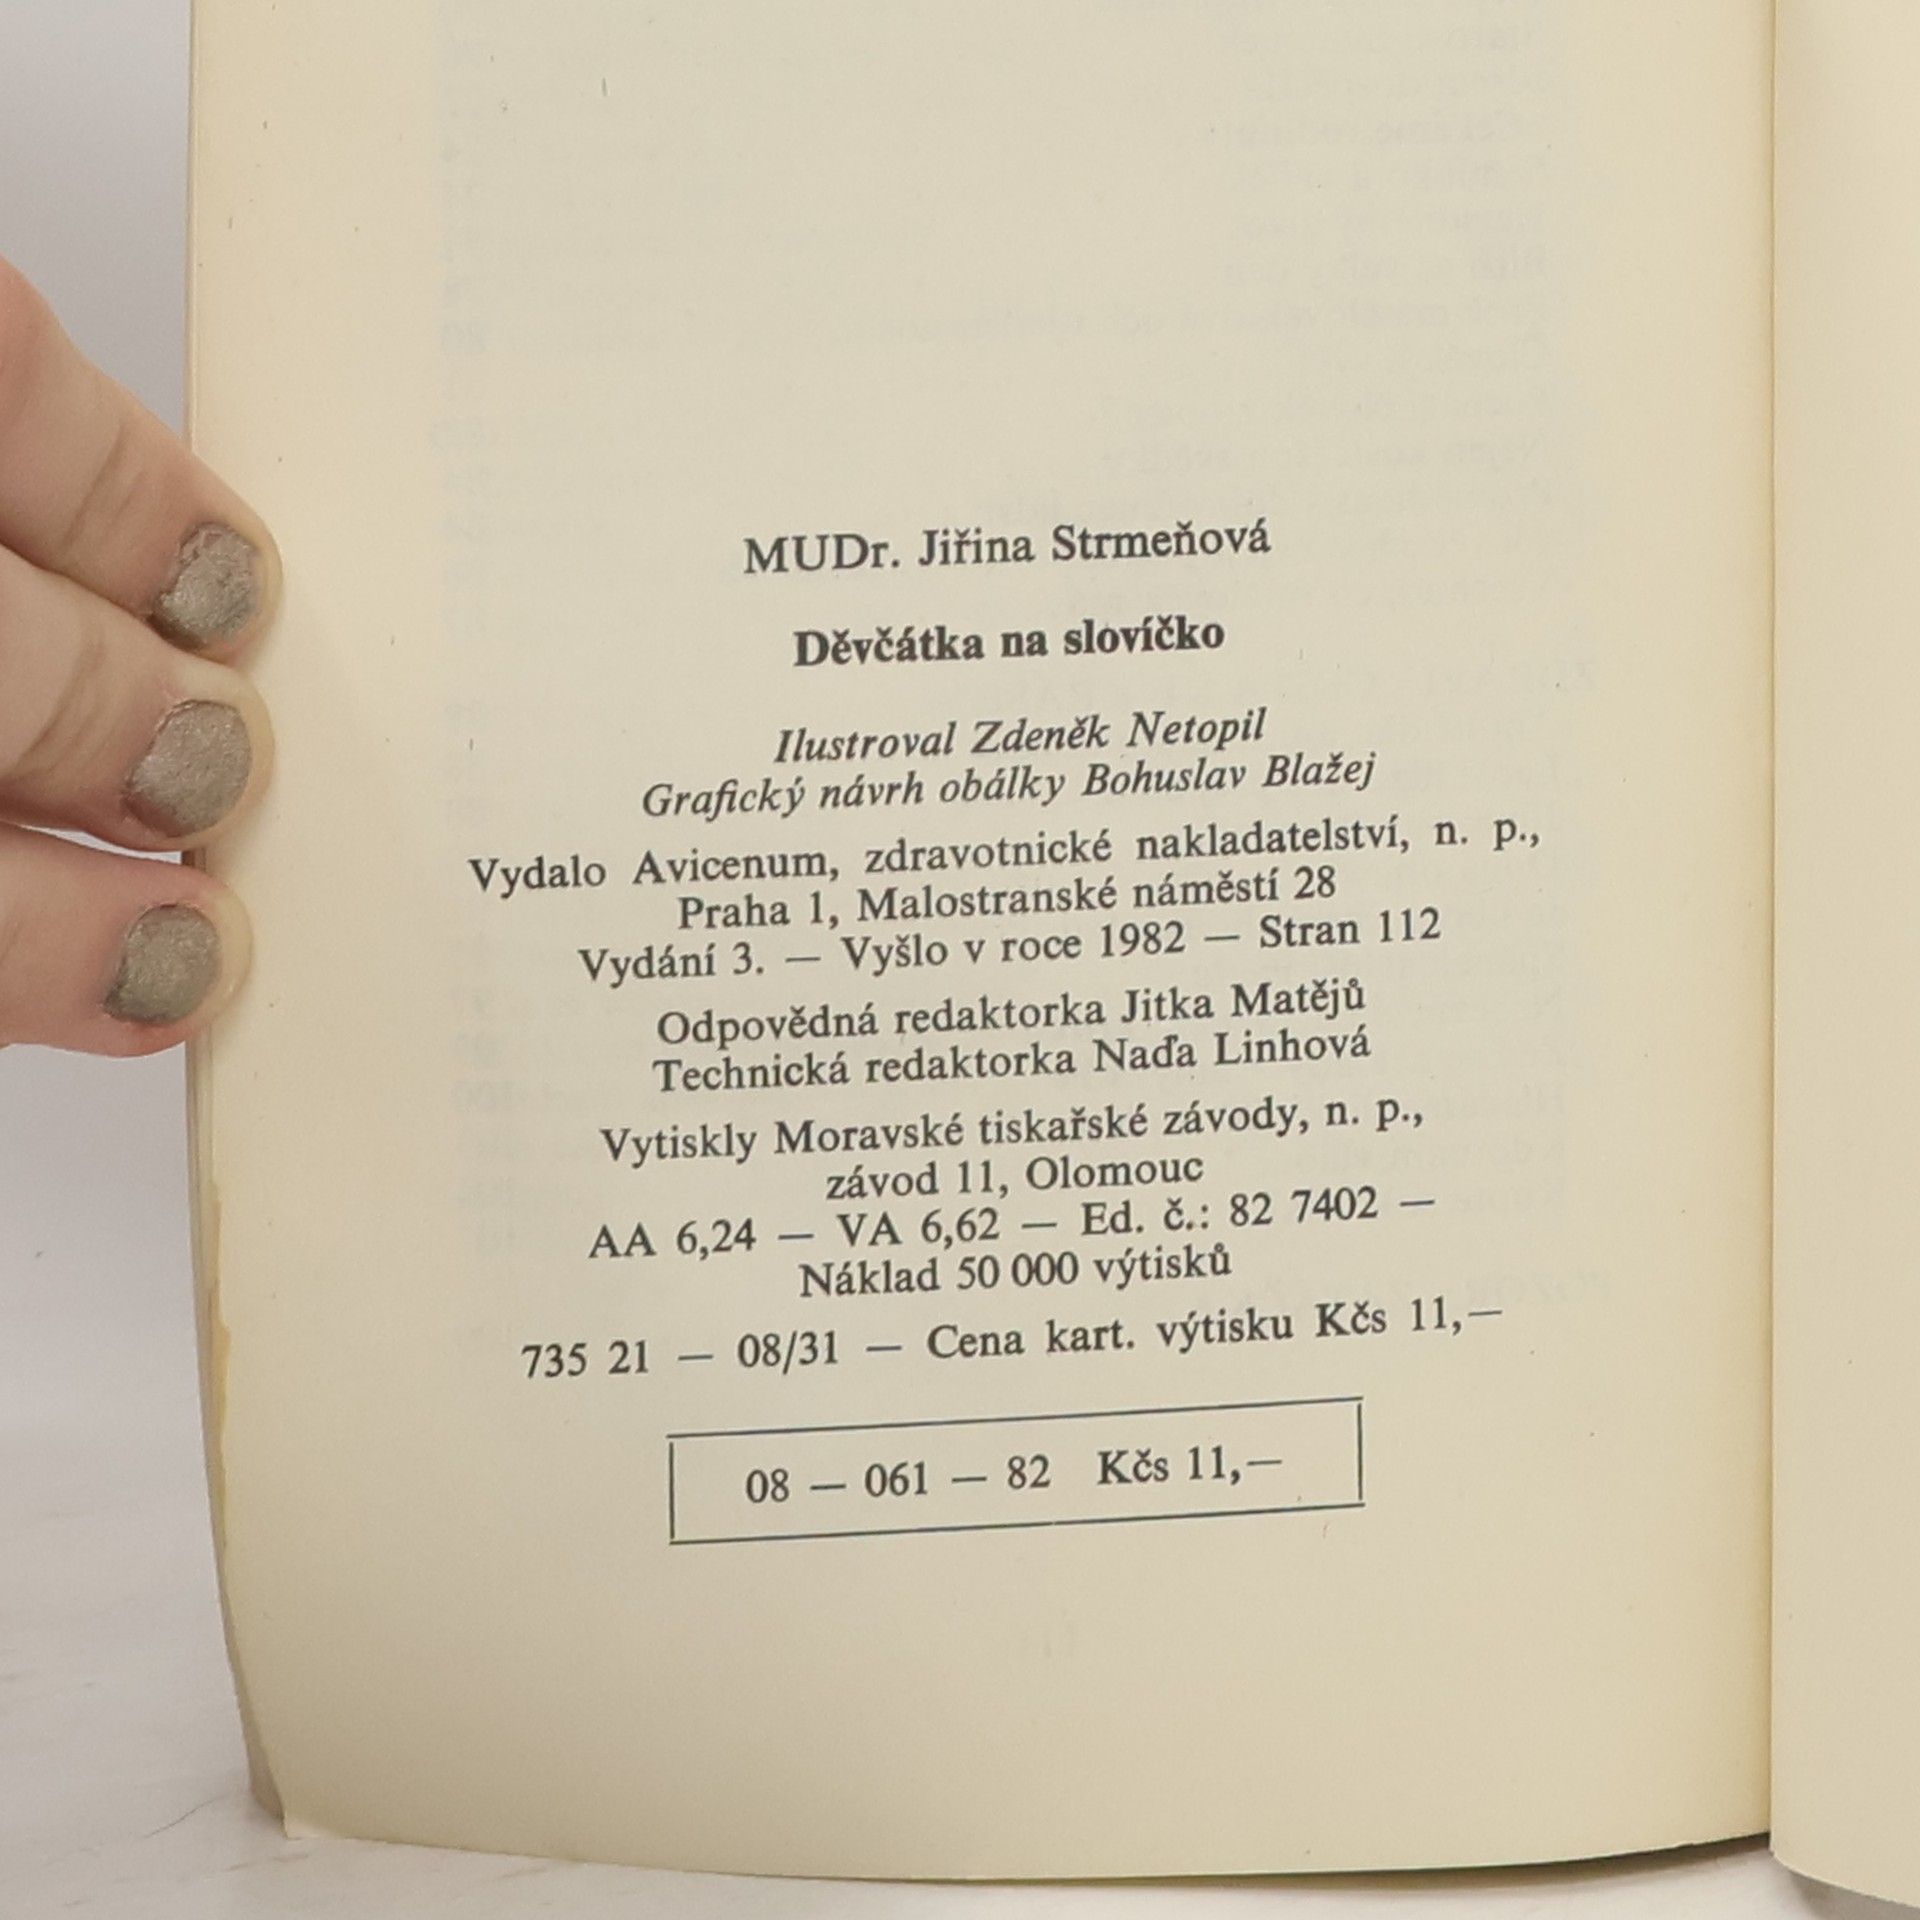 MUDr. Jiřina Strmeňová
Děvčátka na slovíčko
Ilustroval Zdeněk Netopil
Grafický návrh obálky Bohuslav Blažej
Vydalo Avicenum, zdravotnické nakladatelství, n. p.,
Praha 1, Malostranské náměstí 28
Vydání 3. — Vyšlo v roce 1982 — Stran 112
Odpovědná redaktorka Jitka Matějů
Technická redaktorka Naďa Linhová
Vytiskly Moravské tiskařské závody, n. p.,
závod 11, Olomouc
AA 6,24 — VA 6,62 — Ed. č.: 82 7402 —
Náklad 50 000 výtisků
735 21 — 08/31 — Cena kart. výtisku Kčs 11,—
08 — 061 — 82 Kčs 11,—